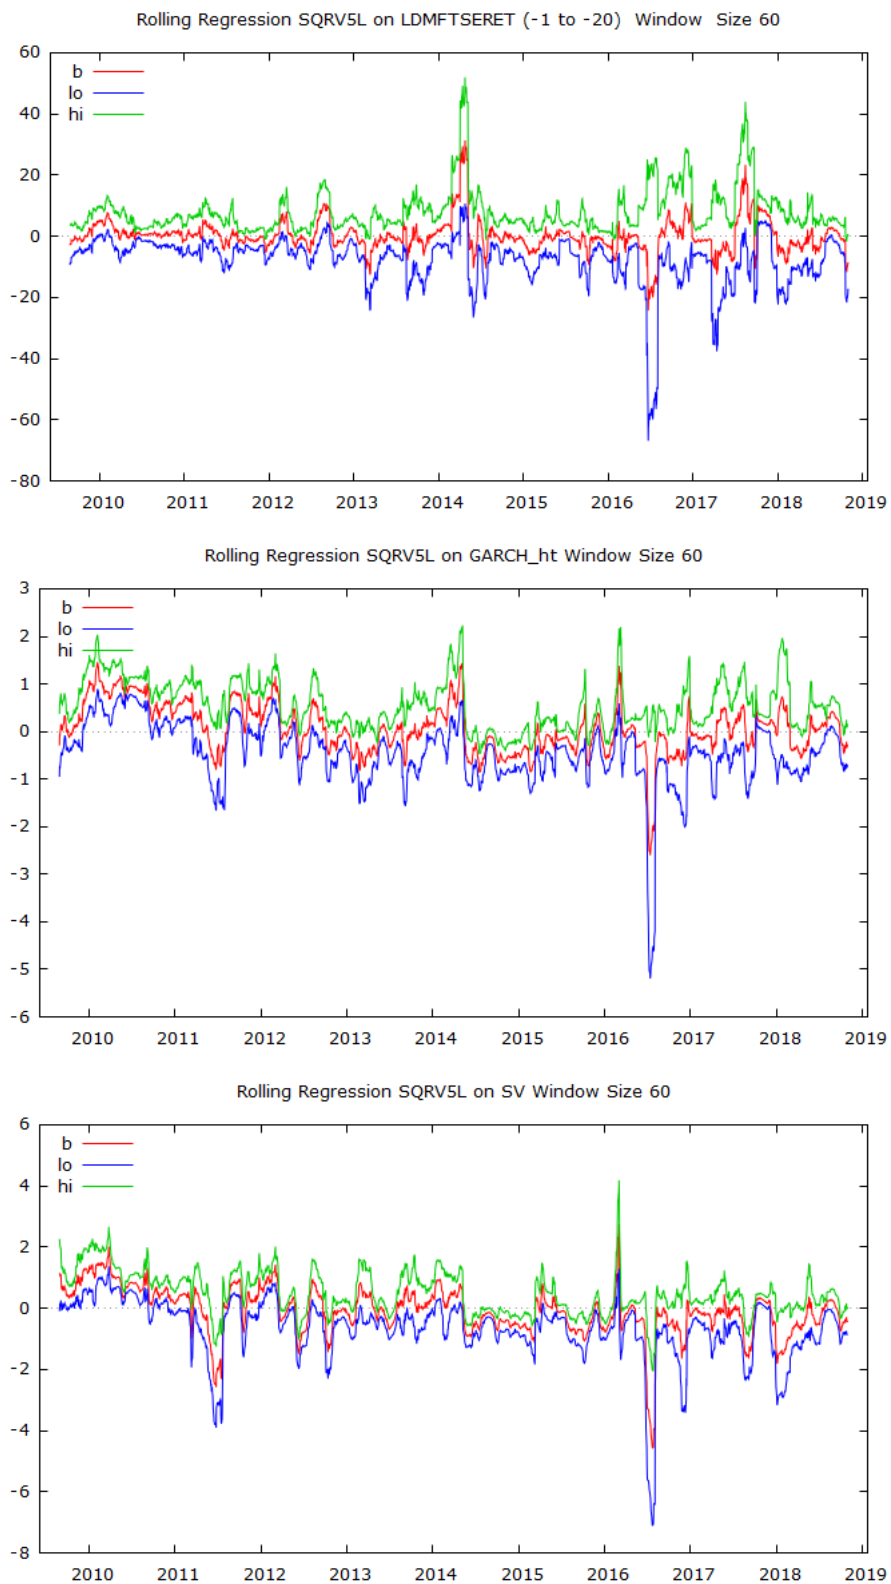 Rolling Regression SQRV5L on LDMFTSERET (-1 to -20)  Window  Size 60
60
b
lo
hi
40
20
0
-20
-40
-60
-80
2010 2011 2012 2013 2014 2015 2016 2017 2018 2019
Rolling Regression SQRV5L on GARCH_ht Window Size 60
3
b
lo
2
hi
1
0
-1
-2
-3
-4
-5
-6
2010 2011 2012 2013 2014 2015 2016 2017 2018 2019
Rolling Regression SQRV5L on SV Window Size 60
6
b
lo
hi
4
2
0
-2
-4
-6
-8
2010 2011 2012 2013 2014 2015 2016 2017 2018 2019